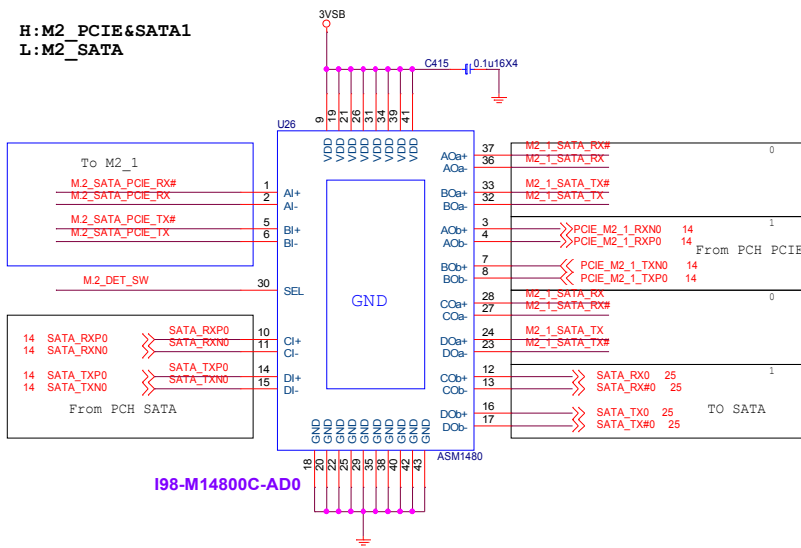 H:M2_PCIE&SATA1
L:M2_SATA
3VSB
C415 0.1u16X4
9 19 21 26 31 34 39 41
U26
VDD VDD VDD VDD VDD VDD VDD VDD
To M2_1
M.2_SATA_PCIE_RX# 1 AI+
M.2_SATA_PCIE_RX 2 AI-
M.2_SATA_PCIE_TX# 5 BI+
M.2_SATA_PCIE_TX 6 BI-
M.2_DET_SW 30 SEL
14 SATA_RXP0 SATA_RXP0 10 CI+
14 SATA_RXN0 SATA_RXN0 11 CI-
14 SATA_TXP0 SATA_TXP0 14 DI+
14 SATA_TXN0 SATA_TXN0 15 DI-
From PCH SATA
GND
AOa+ 37 M2_1_SATA_RX# 0
AOa- 36 M2_1_SATA_RX
BOa+ 33 M2_1_SATA_TX#
BOa- 32 M2_1_SATA_TX
AOb+ 3 PCIE_M2_1_RXN0 14 1
AOb- 4 PCIE_M2_1_RXP0 14
From PCH PCIE
BOb+ 7 PCIE_M2_1_TXN0 14
BOb- 8 PCIE_M2_1_TXP0 14
COa+ 28 M2_1_SATA_RX 0
COa- 27 M2_1_SATA_RX#
DOa+ 24 M2_1_SATA_TX
DOa- 23 M2_1_SATA_TX#
COb+ 12 SATA_RX0 25 1
COb- 13 SATA_RX#0 25
DOb+ 16 SATA_TX0 25
DOb- 17 SATA_TX#0 25
TO SATA
GND GND GND GND GND GND GND GND GND GND
ASM1480
18 20 22 25 29 35 38 40 42 43
I98-M14800C-AD0